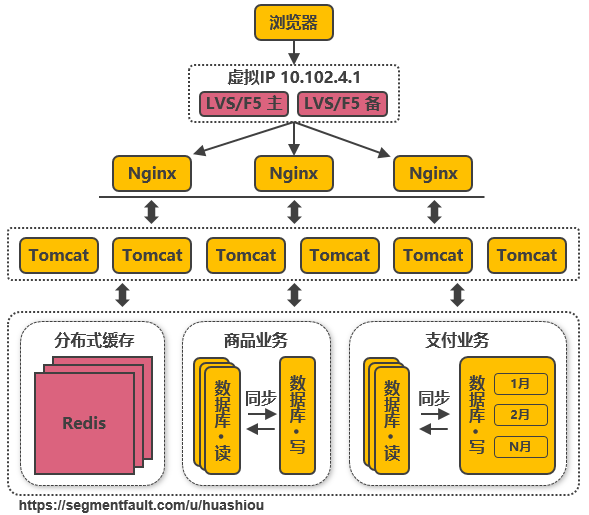 浏览器
虚拟IP 10.102.4.1
LVS/F5 主
LVS/F5 备
Nginx
Nginx
Nginx
Tomcat
Tomcat
Tomcat
Tomcat
Tomcat
Tomcat
分布式缓存
Redis
商品业务
数据库·读
同步
数据库·写
支付业务
数据库·读
同步
数据库·写
1月
2月
N月
https://segmentfault.com/u/huashiou